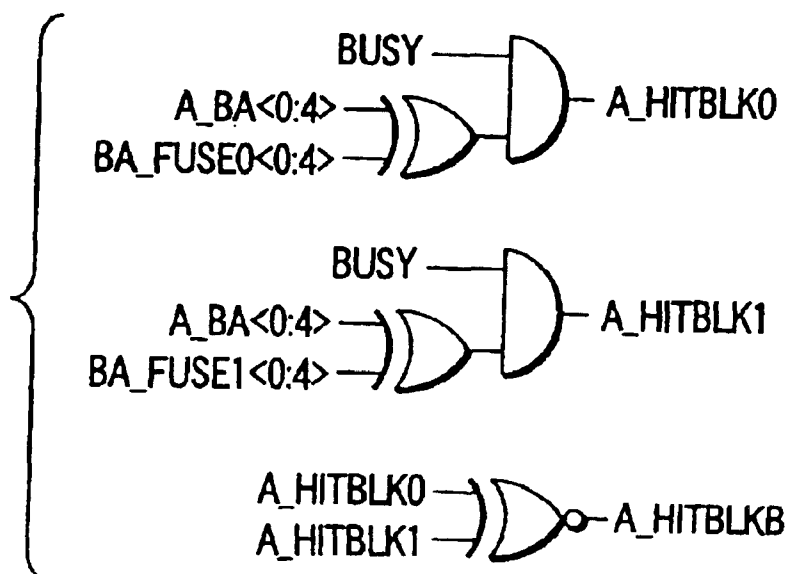 BUSY
A_BA<0:4>
BA_FUSE0<0:4>
A_HITBLK0
BUSY
A_BA<0:4>
BA_FUSE1<0:4>
A_HITBLK1
A_HITBLK0
A_HITBLK1
A_HITBLKB